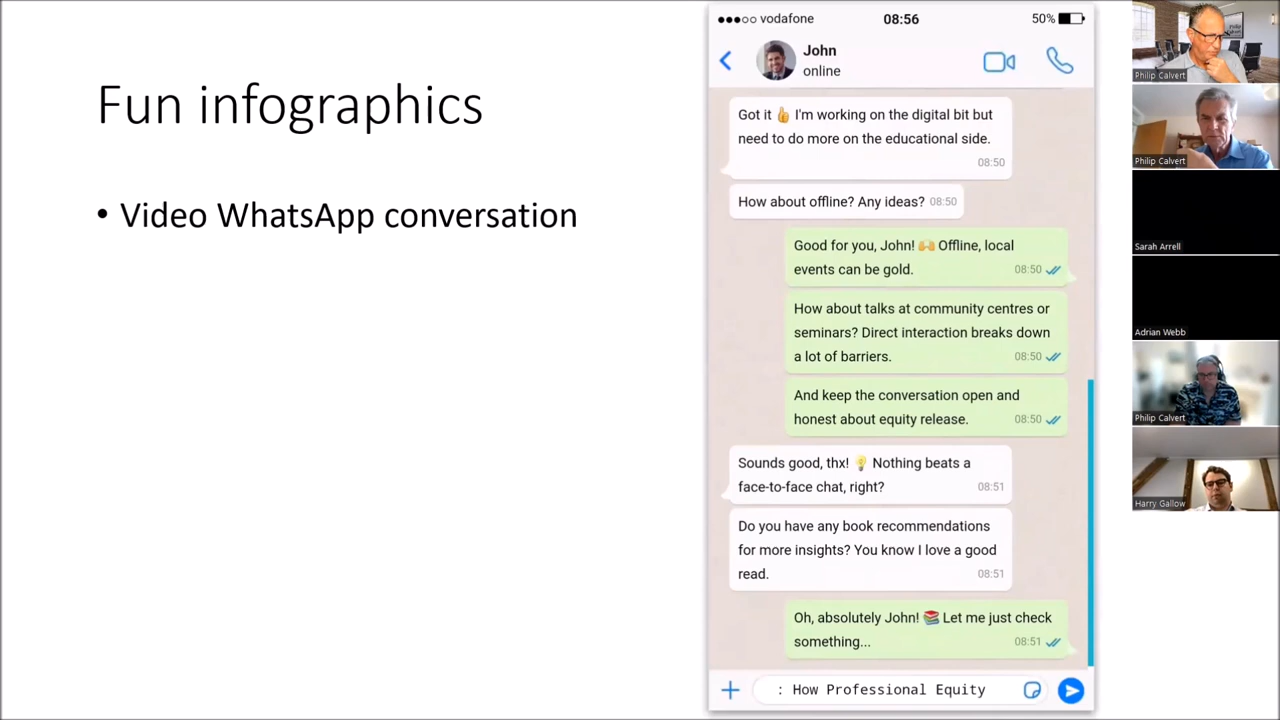 Fun infographics
• Video WhatsApp conversation
vodafone
08:56
50%
John
online
Got it 👍 I'm working on the digital bit but
need to do more on the educational side.
08:50
How about offline? Any ideas? 08:50
Good for you, John! 🙌 Offline, local
events can be gold. 08:50
How about talks at community centres or
seminars? Direct interaction breaks down
a lot of barriers. 08:50
And keep the conversation open and
honest about equity release. 08:50
Sounds good, thx! 💡 Nothing beats a
face-to-face chat, right? 08:51
Do you have any book recommendations
for more insights? You know I love a good
read. 08:51
Oh, absolutely John! 📚 Let me just check
something... 08:51
: How Professional Equity
Philip Calvert
Philip Calvert
Sarah Arrell
Adrian Webb
Philip Calvert
Harry Gallow